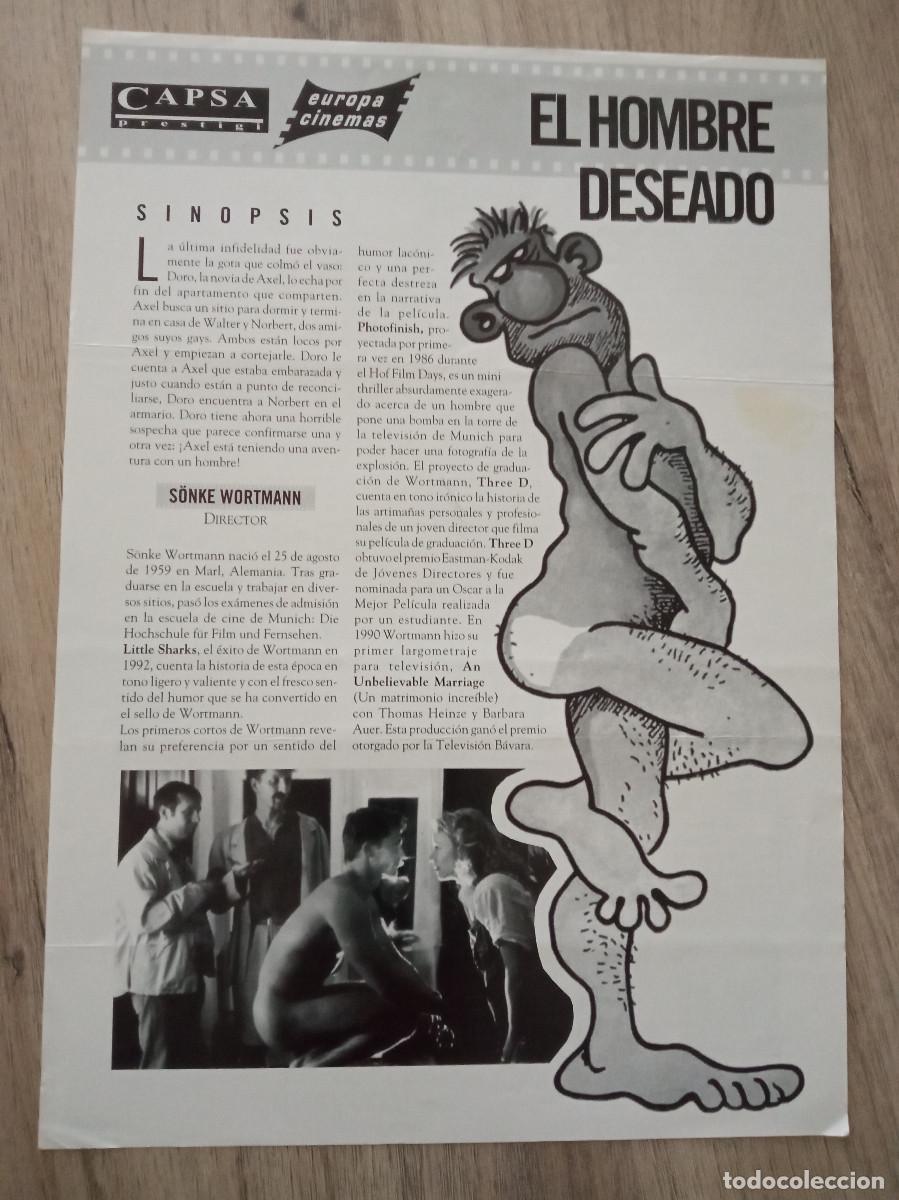 CAPSA
prestigi
europa
cinemas
EL HOMBRE
DESEADO
SINOPSIS
La última infidelidad fue obvia-
mente la gota que colmó el vaso:
Doro, la novia de Axel, lo echa por
fin del apartamento que comparten.
Axel busca un sitio para dormir y termi-
na en casa de Walter y Norbert, dos ami-
gos suyos gays. Ambos están locos por
Axel y empiezan a cortejarle. Doro le
cuenta a Axel que estaba embarazada y
justo cuando están a punto de reconci-
liarse, Doro encuentra a Norbert en el
armario. Doro tiene ahora una horrible
sospecha que parece confirmarse una y
otra vez: ¡Axel está teniendo una aven-
tura con un hombre!
SÖNKE WORTMANN
DIRECTOR
Sönke Wortmann nació el 25 de agosto
de 1959 en Marl, Alemania. Tras gra-
duarse en la escuela y trabajar en diver-
sos sitios, pasó los exámenes de admisión
en la escuela de cine de Munich: Die
Hochschule für Film und Fernsehen.
Little Sharks, el éxito de Wortmann en
1992, cuenta la historia de esta época en
tono ligero y valiente y con el fresco sen-
tido del humor que se ha convertido en
el sello de Wortmann.
Los primeros cortos de Wortmann reve-
lan su preferencia por un sentido del
humor lacóni-
co y una per-
fecta destreza
en la narrativa
de la película.
Photofinish, pro-
yectada por prime-
ra vez en 1986 durante
el Hof Film Days, es un mini
thriller absurdamente exagera-
do acerca de un hombre que
pone una bomba en la torre de
la televisión de Munich para
poder hacer una fotografía de la
explosión. El proyecto de gradua-
ción de Wortmann, Three D,
cuenta en tono irónico la historia de
las artimañas personales y profesio-
nales de un joven director que filma
su película de graduación. Three D
obtuvo el premio Eastman-Kodak
de Jóvenes Directores y fue
nominada para un Oscar a la
Mejor Película realizada
por un estudiante. En
1990 Wortmann hizo su
primer largometraje
para televisión, An
Unbelievable Marriage
(Un matrimonio increíble)
con Thomas Heinze y Barbara
Auer. Esta producción ganó el premio
otorgado por la Televisión Bávara.
todocoleccion